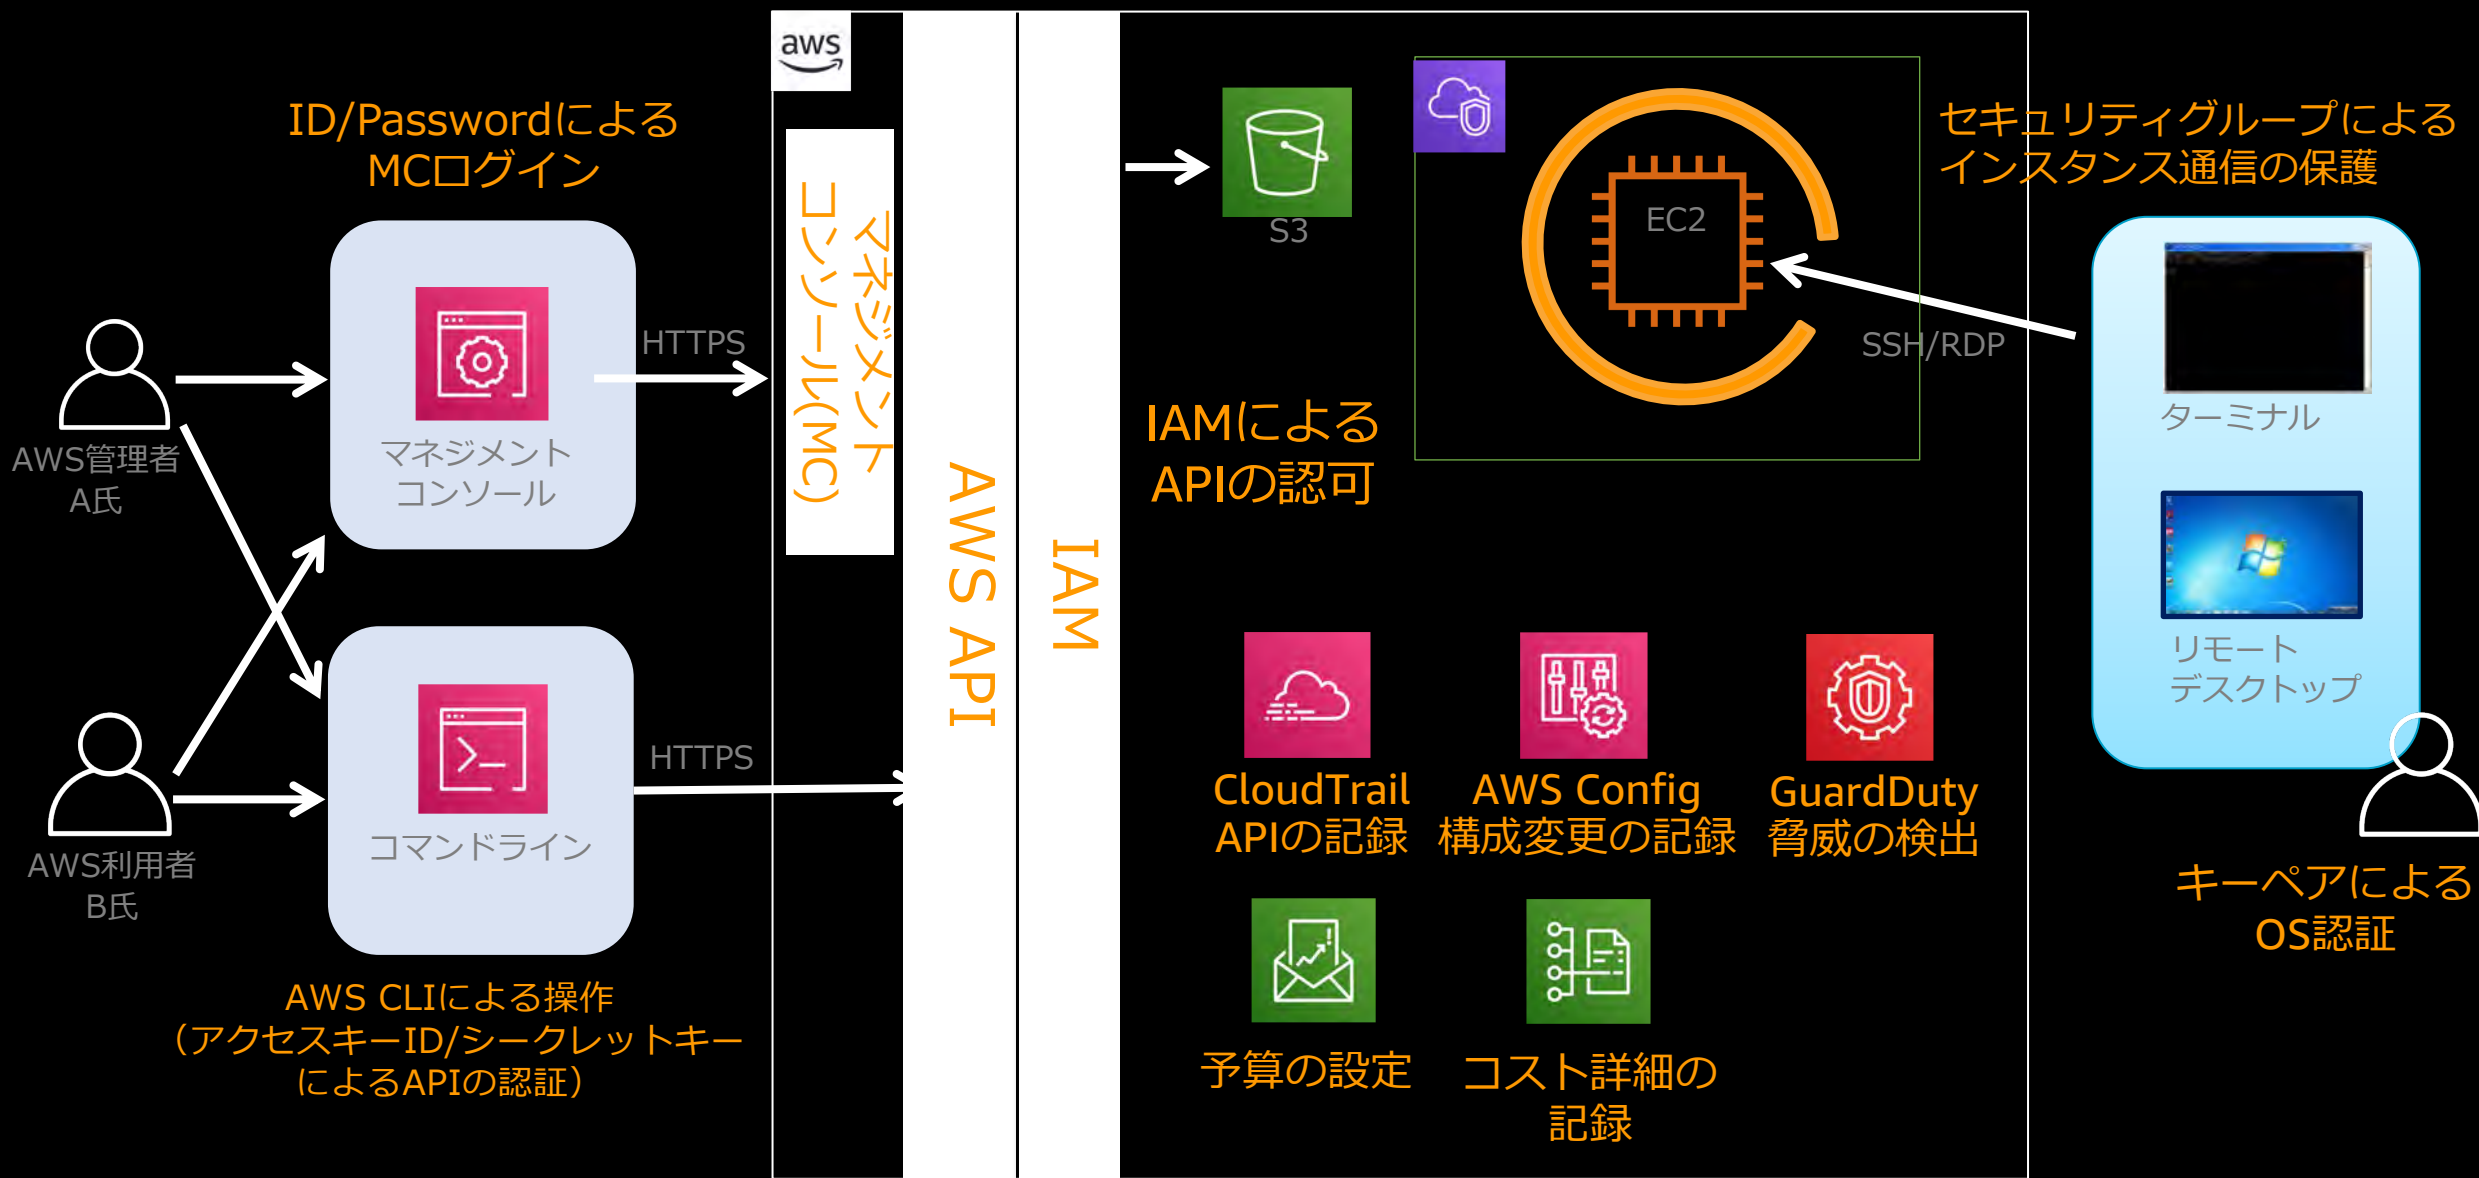 aws
ID/Passwordによる
MCログイン
マネジメント
コンソール
HTTPS
AWS管理者
A氏
コマンドライン
HTTPS
AWS利用者
B氏
AWS CLIによる操作
（アクセスキーID/シークレットキー
によるAPIの認証）
マネジメント
コンソール(MC)
AWS API
IAM
S3
IAMによる
APIの認可
EC2
SSH/RDP
セキュリティグループによる
インスタンス通信の保護
ターミナル
リモート
デスクトップ
キーペアによる
OS認証
CloudTrail
APIの記録
AWS Config
構成変更の記録
GuardDuty
脅威の検出
予算の設定
コスト詳細の
記録